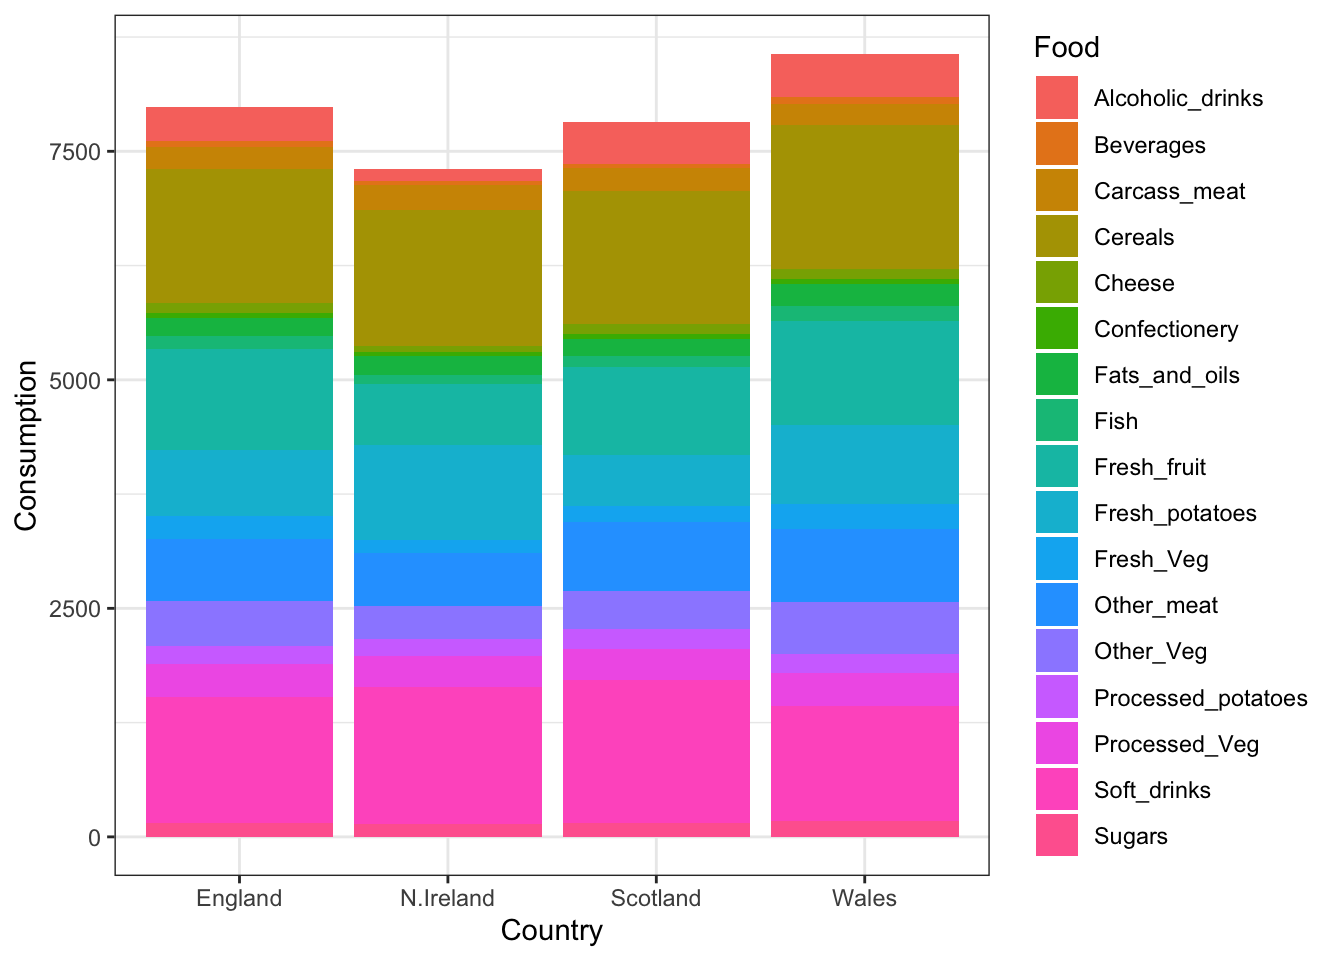 Food
Alcoholic_drinks
Beverages
Carcass_meat
Cereals
Cheese
Confectionery
Fats_and_oils
Fish
Fresh_fruit
Fresh_potatoes
Fresh_Veg
Other_meat
Other_Veg
Processed_potatoes
Processed_Veg
Soft_drinks
Sugars
Consumption
7500
5000
2500
0
England N.Ireland Scotland Wales
Country